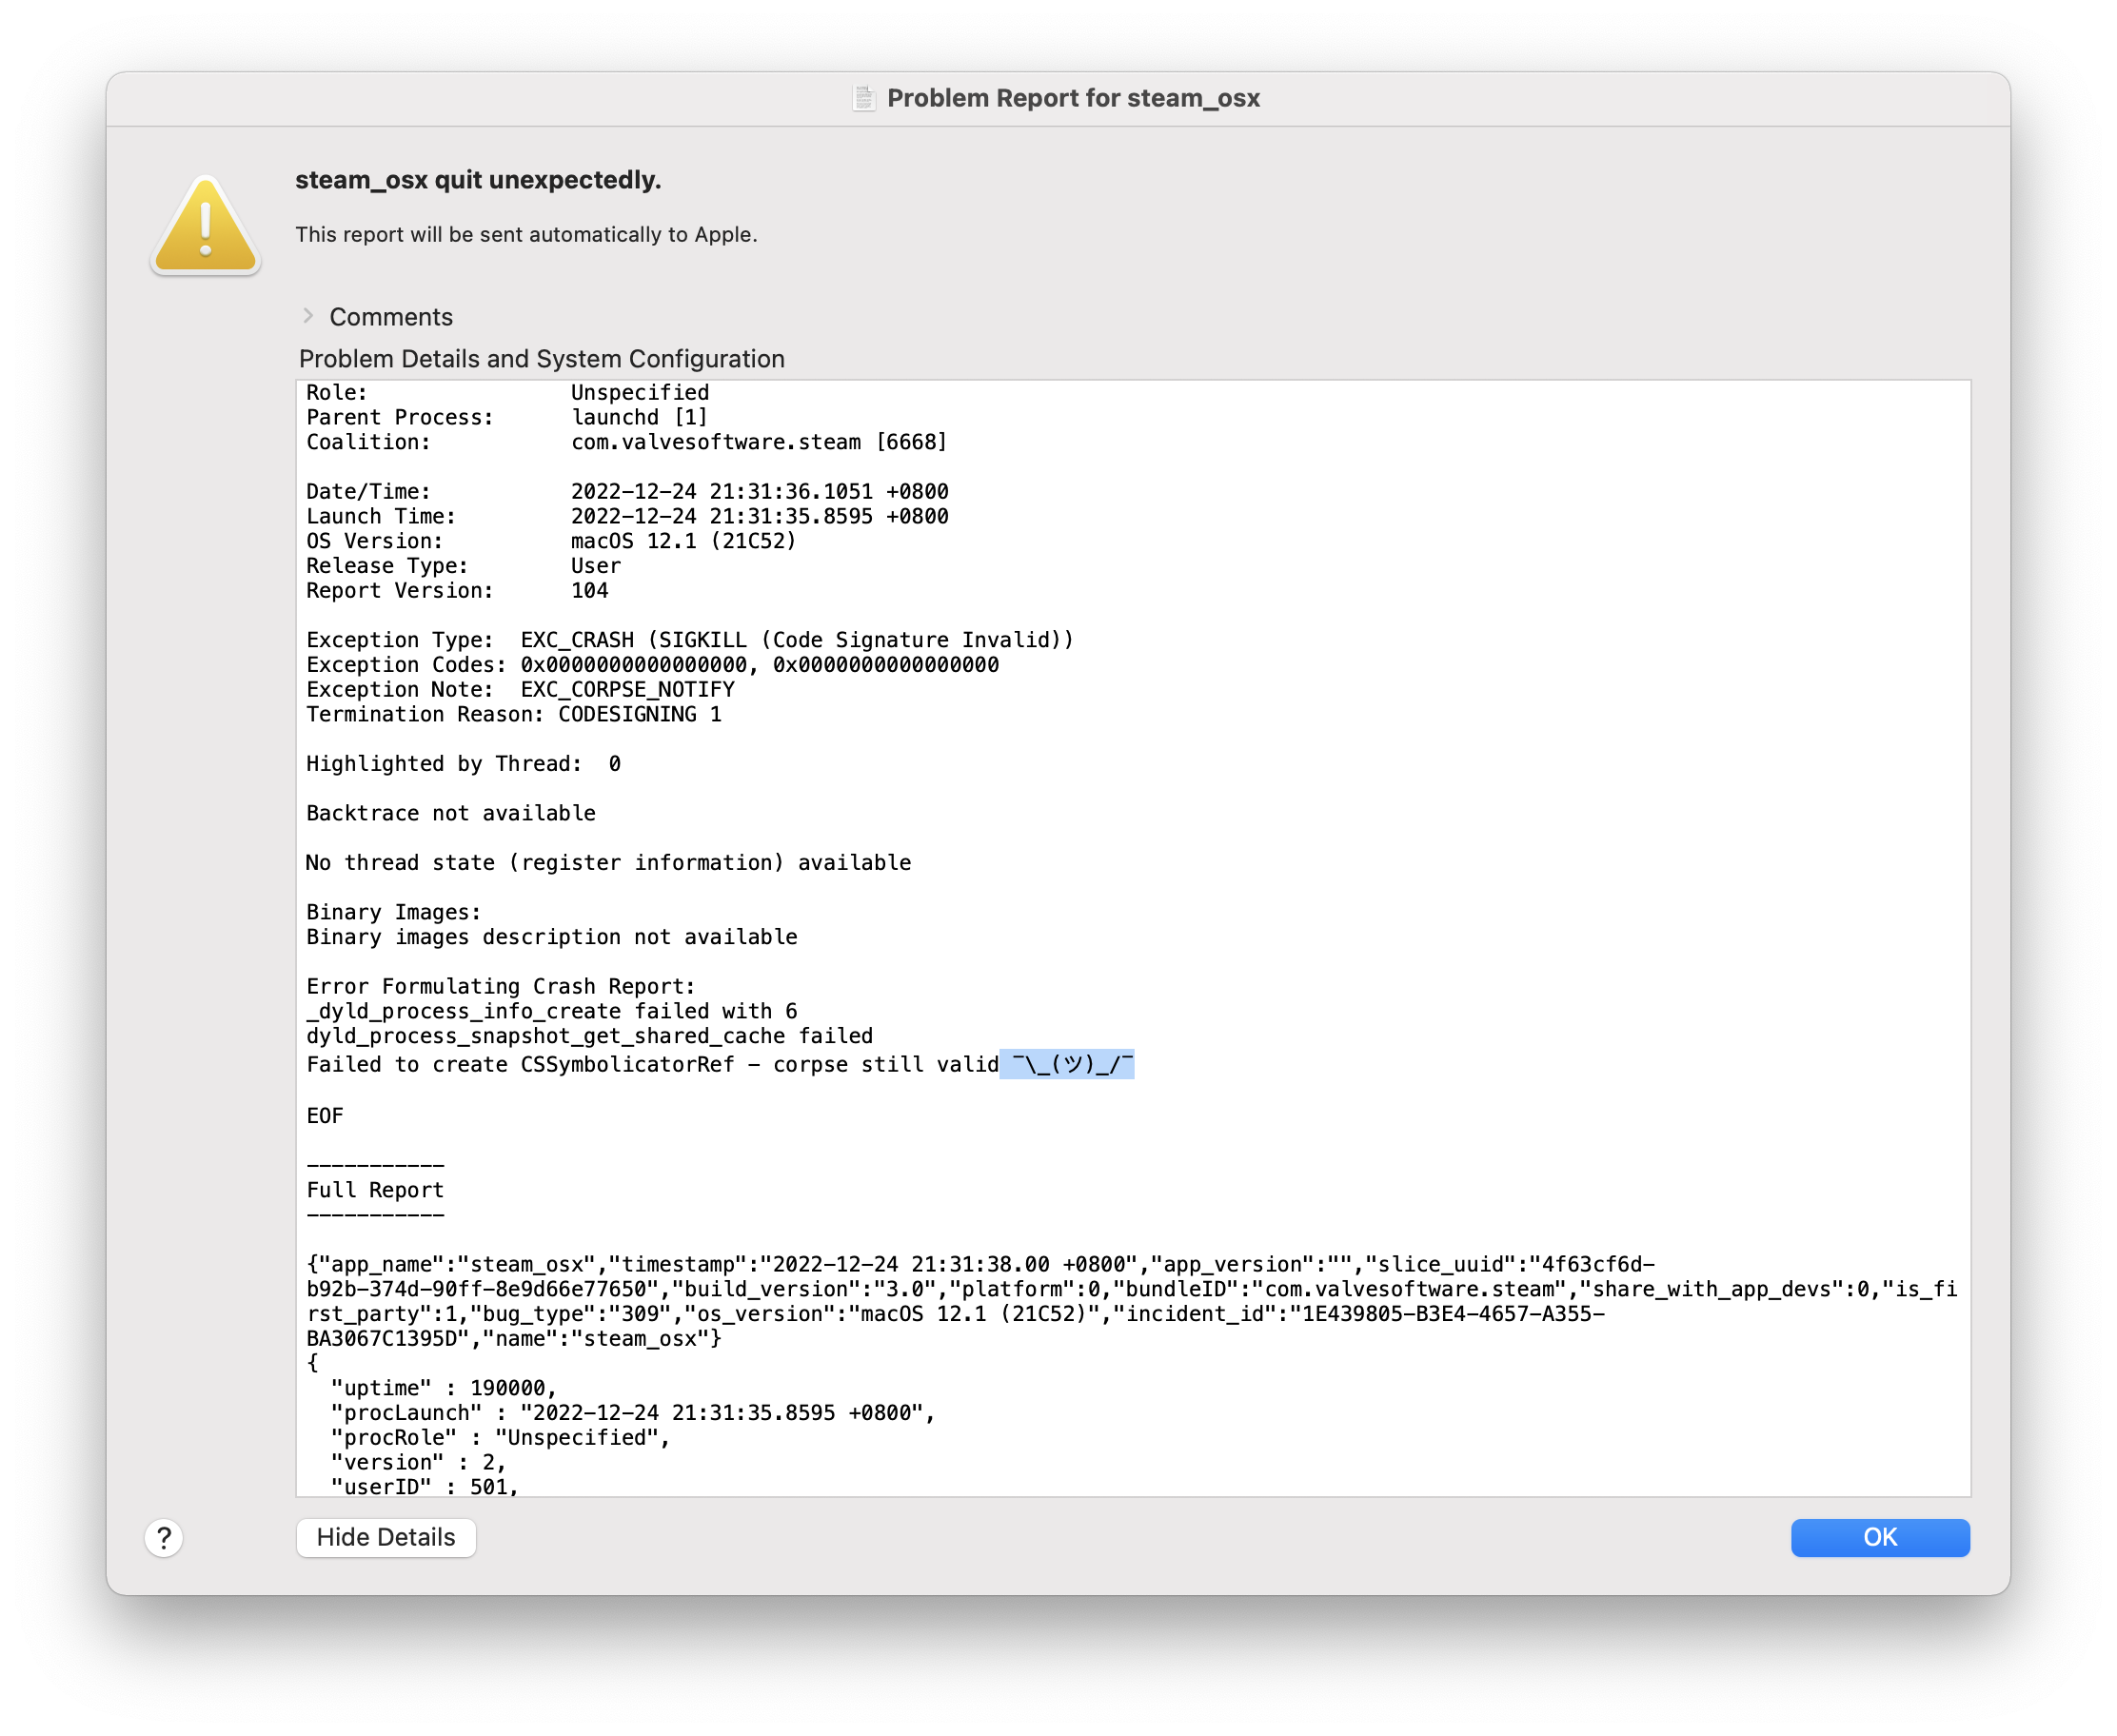 Problem Report for steam_osx
steam_osx quit unexpectedly.
This report will be sent automatically to Apple.
Comments
Problem Details and System Configuration
Role:                Unspecified
Parent Process:      launchd [1]
Coalition:           com.valvesoftware.steam [6668]
Date/Time:           2022-12-24 21:31:36.1051 +0800
Launch Time:         2022-12-24 21:31:35.8595 +0800
OS Version:          macOS 12.1 (21C52)
Release Type:        User
Report Version:      104
Exception Type:  EXC_CRASH (SIGKILL (Code Signature Invalid))
Exception Codes: 0x0000000000000000, 0x0000000000000000
Exception Note:  EXC_CORPSE_NOTIFY
Termination Reason: CODESIGNING 1
Highlighted by Thread:  0
Backtrace not available
No thread state (register information) available
Binary Images:
Binary images description not available
Error Formulating Crash Report:
_dyld_process_info_create failed with 6
dyld_process_snapshot_get_shared_cache failed
Failed to create CSSymbolicatorRef - corpse still valid ¯\_(ツ)_/¯
EOF
-----------
Full Report
-----------
{"app_name":"steam_osx","timestamp":"2022-12-24 21:31:38.00 +0800","app_version":"","slice_uuid":"4f63cf6d-
b92b-374d-90ff-8e9d66e77650","build_version":"3.0","platform":0,"bundleID":"com.valvesoftware.steam","share_with_app_devs":0,"is_fi
rst_party":1,"bug_type":"309","os_version":"macOS 12.1 (21C52)","incident_id":"1E439805-B3E4-4657-A355-
BA3067C1395D","name":"steam_osx"}
{
  "uptime" : 190000,
  "procLaunch" : "2022-12-24 21:31:35.8595 +0800",
  "procRole" : "Unspecified",
  "version" : 2,
  "userID" : 501,
?
Hide Details
OK